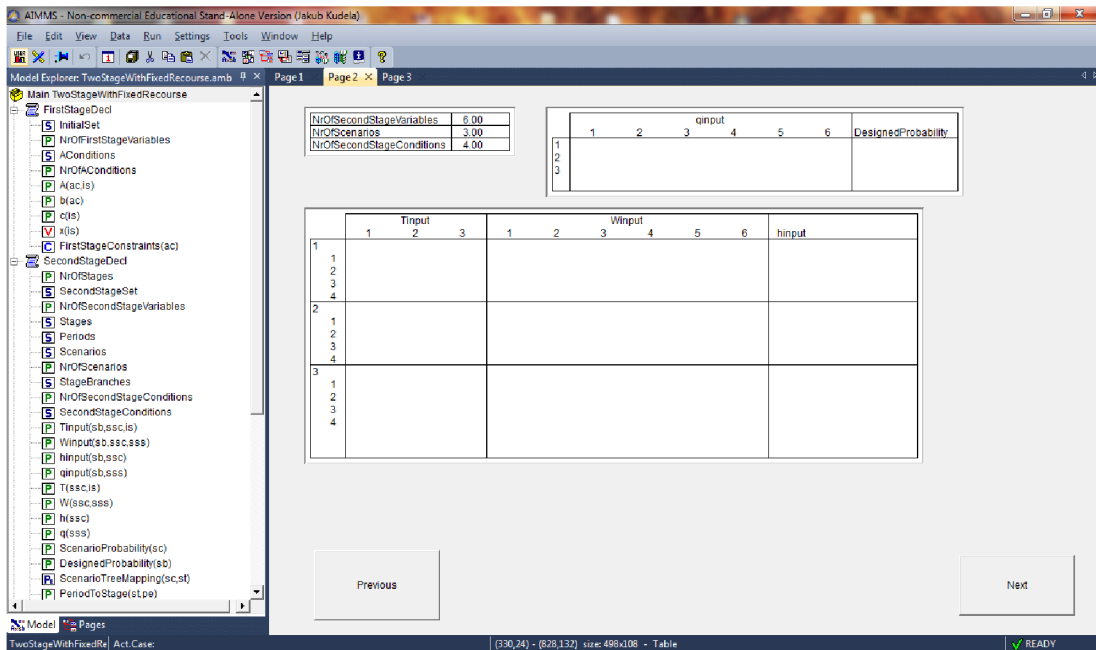 AIMMS - Non-commercial Educational Stand-Alone Version (Jakub Kudela)
File Edit View Data Run Settings Tools Window Help
Model Explorer: TwoStageWithFixedRecourse.amb
Page1 Page2 Page3
Main TwoStageWithFixedRecourse
FirstStageDecl
S InitialSet
P NrOfFirstStageVariables
S AConditions
P NrOfAConditions
P A(ac,is)
P b(ac)
P c(is)
V x(is)
C FirstStageConstraints(ac)
SecondStageDecl
P NrOfStages
S SecondStageSet
P NrOfSecondStageVariables
S Stages
S Periods
S Scenarios
P NrOfScenarios
S StageBranches
P NrOfSecondStageConditions
S SecondStageConditions
P Tinput(sb,ssc,is)
P Winput(sb,ssc,sss)
P hinput(sb,ssc)
P qinput(sb,sss)
P T(ssc,is)
P W(ssc,sss)
P h(ssc)
P q(sss)
P ScenarioProbability(sc)
P DesignedProbability(sb)
ScenarioTreeMapping(sc,st)
P PeriodToStage(st,pe)
Model Pages
NrOfSecondStageVariables 6.00
NrOfScenarios 3.00
NrOfSecondStageConditions 4.00
qinput
1 2 3 4 5 6 DesignedProbability
1
2
3
Tinput Winput
1 2 3 1 2 3 4 5 6 hinput
1
1
2
3
4
2
1
2
3
4
3
1
2
3
4
Previous
Next
TwoStageWithFixedRe Act.Case: (330,24) - (828,132) size: 498x108 - Table READY